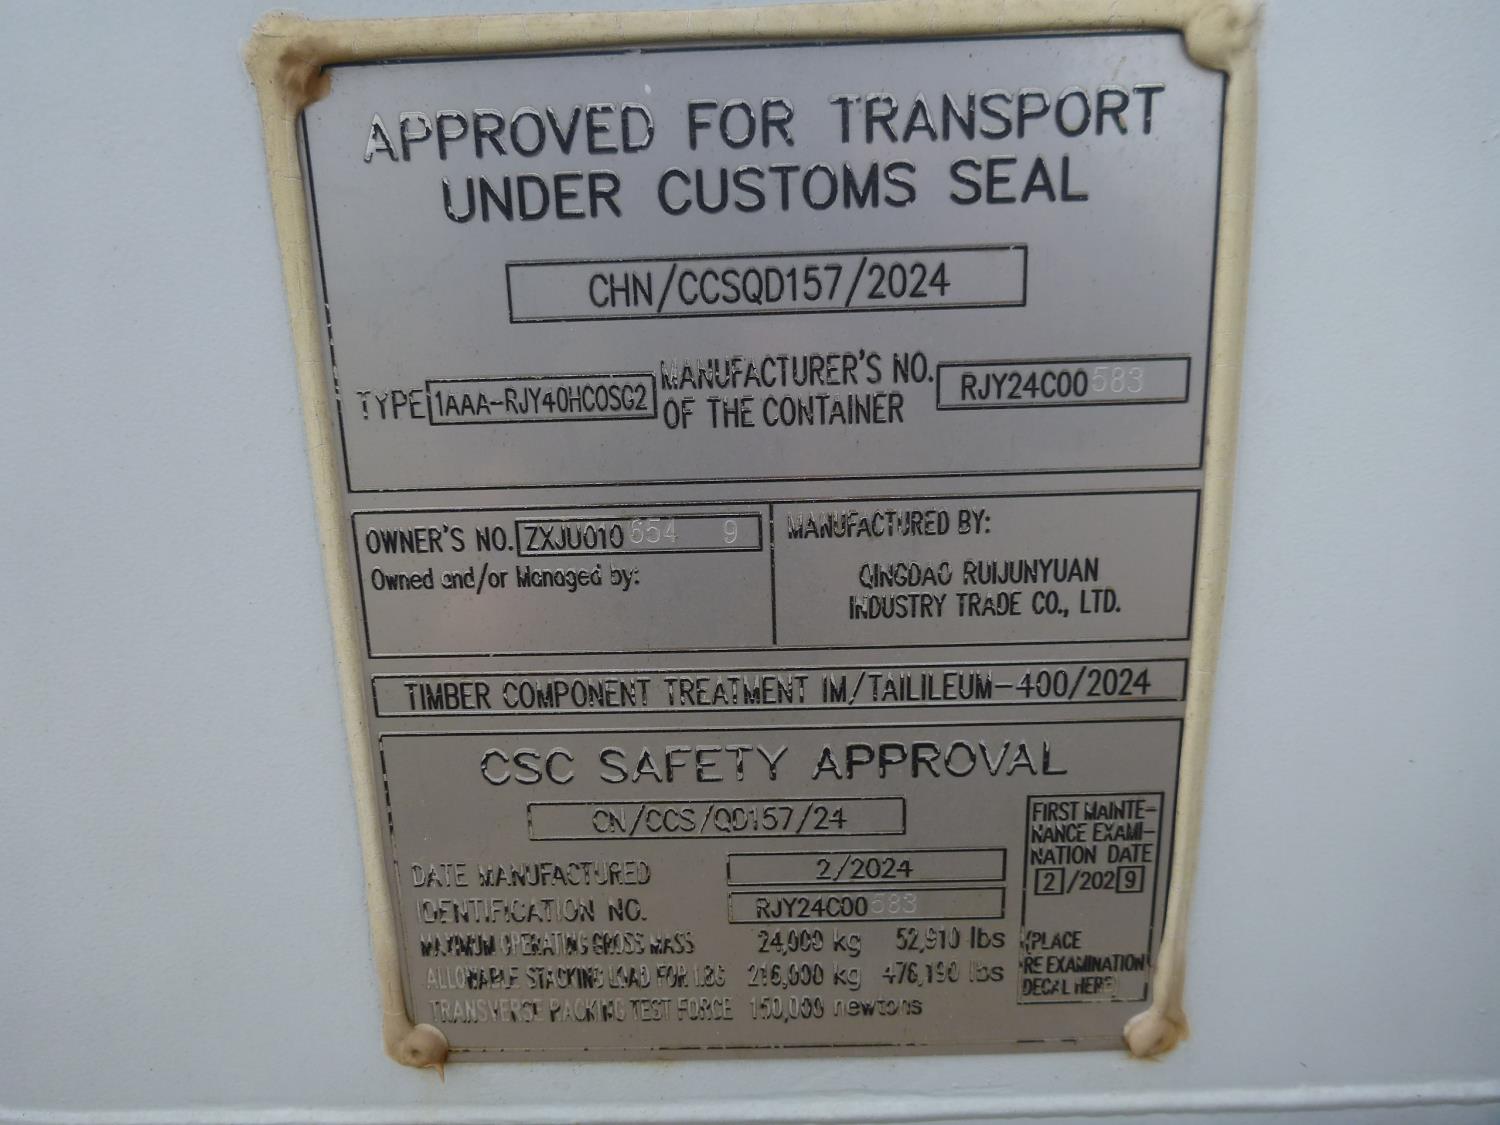 APPROVED FOR TRANSPORT
UNDER CUSTOMS SEAL
CHN/CCSQD157/2024
TYPE 1AAA-RJY40HCOSG2
MANUFACTURER'S NO.
OF THE CONTAINER
RJY24C00583
OWNER'S NO. ZXJU010654 9
Owned and/or Managed by:
MANUFACTURED BY:
QINGDAO RUIJUNYUAN
INDUSTRY TRADE CO., LTD.
TIMBER COMPONENT TREATMENT IM/TAILILEUM-400/2024
CSC SAFETY APPROVAL
CN/CCS/QD157/24
DATE MANUFACTURED 2/2024
IDENTIFICATION NO. RJY24C00583
MAXIMUM OPERATING GROSS MASS 24,000 kg 52,910 lbs
ALLOWABLE STACKING LOAD FOR 1.8G 216,000 kg 476,190 lbs
TRANSVERSE RACKING TEST FORCE 150,000 newtons
FIRST MAINTE-
NANCE EXAMI-
NATION DATE
2/2029
(PLACE
RE EXAMINATION
DECAL HERE)